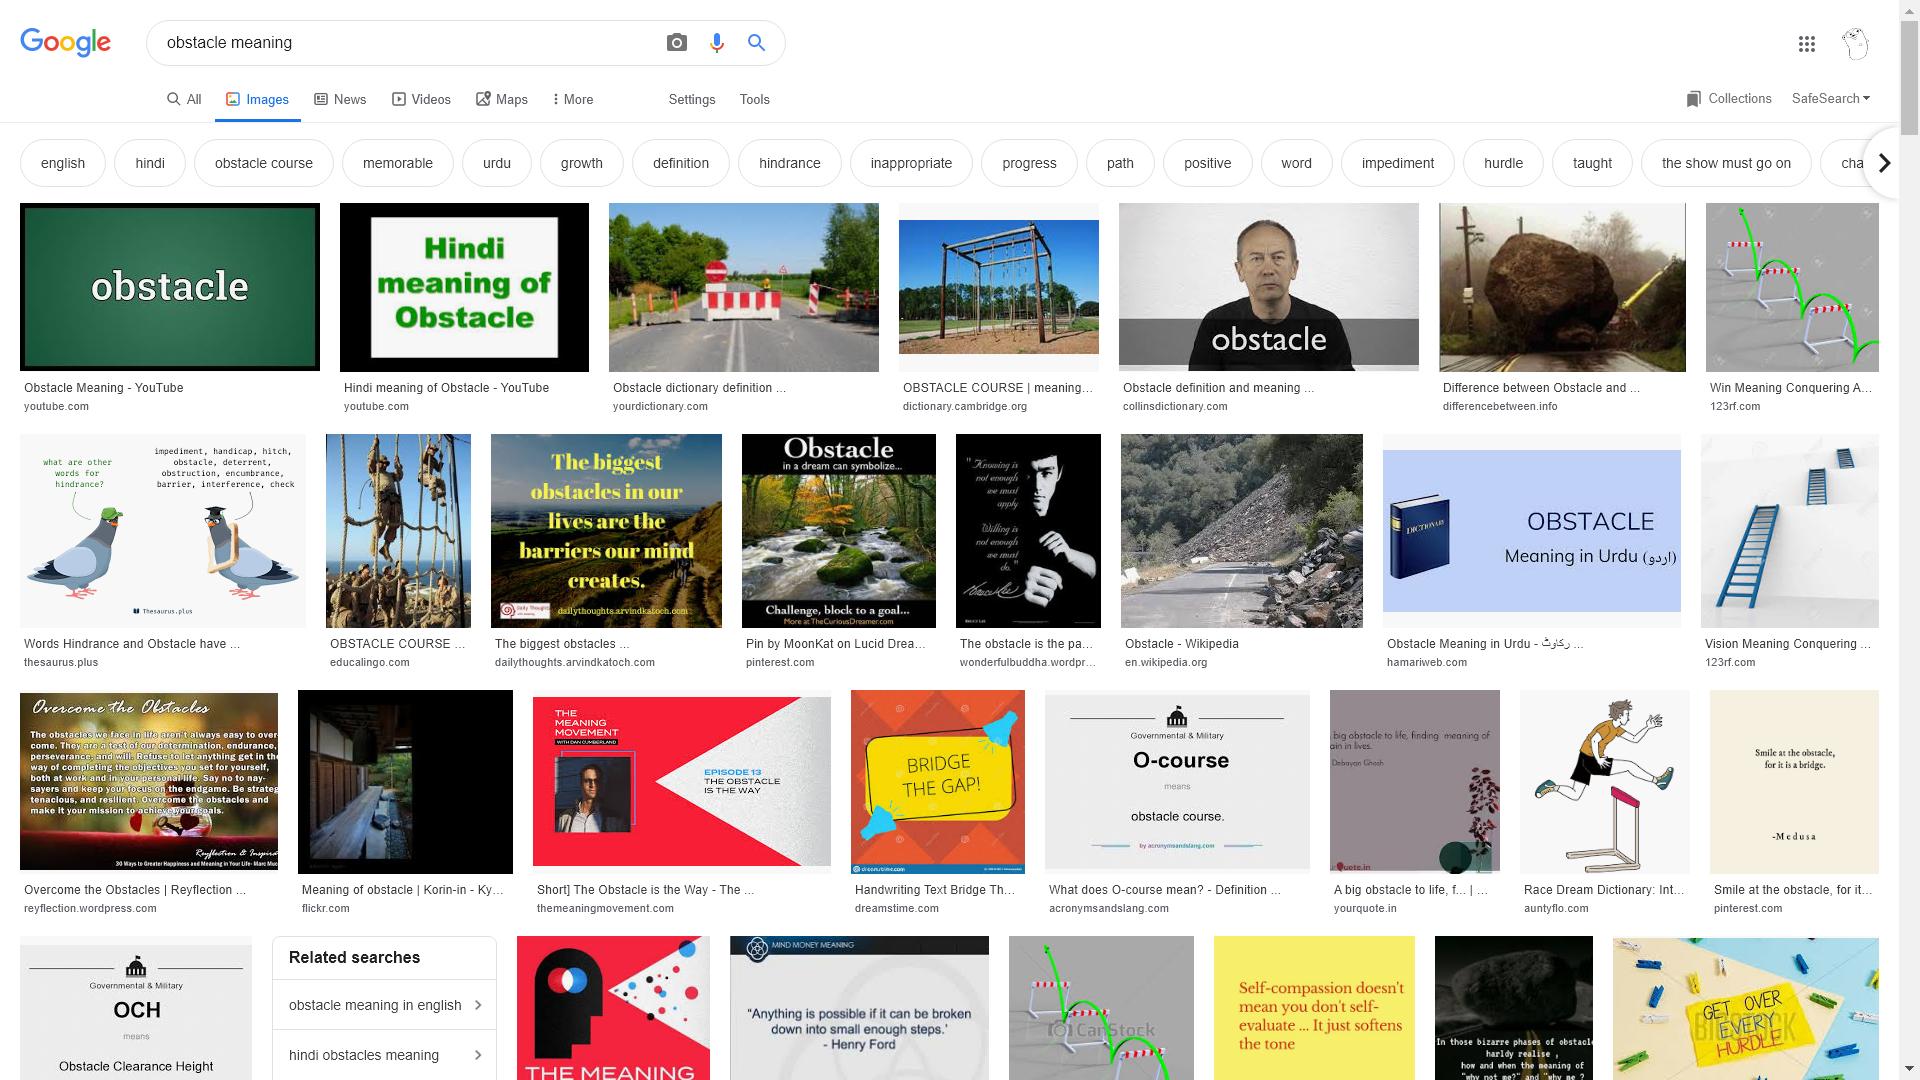 Google
obstacle meaning
All
Images
News
Videos
Maps
More
Settings
Tools
Collections
SafeSearch
english
hindi
obstacle course
memorable
urdu
growth
definition
hindrance
inappropriate
progress
path
positive
word
impediment
hurdle
taught
the show must go on
cha
obstacle
Hindi
meaning of
Obstacle
obstacle
Obstacle Meaning - YouTube
youtube.com
Hindi meaning of Obstacle - YouTube
youtube.com
Obstacle dictionary definition ...
yourdictionary.com
OBSTACLE COURSE | meaning...
dictionary.cambridge.org
Obstacle definition and meaning ...
collinsdictionary.com
Difference between Obstacle and ...
differencebetween.info
Win Meaning Conquering A...
123rf.com
what are other
words for
hindrance?
impediment, handicap, hitch,
obstacle, deterrent,
obstruction, encumbrance,
barrier, interference, check
Thesaurus.plus
The biggest
obstacles in our
lives are the
barriers our mind
creates.
Daily Thoughts
dailythoughts.arvindkatoch.com
Obstacle
in a dream can symbolize...
Challenge, block to a goal...
More at TheCuriousDreamer.com
"Knowing is
not enough
we must
apply
Willing is
not enough
we must
do."
Bruce Lee
BRUCE LEE
DICTIONARY
OBSTACLE
Meaning in Urdu (اردو)
Words Hindrance and Obstacle have ...
thesaurus.plus
OBSTACLE COURSE ...
educalingo.com
The biggest obstacles ...
dailythoughts.arvindkatoch.com
Pin by MoonKat on Lucid Drea...
pinterest.com
The obstacle is the pa...
wonderfulbuddha.wordpr...
Obstacle - Wikipedia
en.wikipedia.org
Obstacle Meaning in Urdu - رکاوٹ ...
hamariweb.com
Vision Meaning Conquering ...
123rf.com
Overcome the Obstacles
The obstacles we face in life aren't always easy to over-
come. They are a test of our determination, endurance,
perseverance, and will. Refuse to let anything get in the
way of completing the objectives you set for yourself,
both at work and in your personal life. Say no to nay-
sayers and keep your focus on the endgame. Be strateg
tenacious, and resilient. Overcome the obstacles and
make it your mission to achieve your goals.
Reyflection & Inspira
30 Ways to Greater Happiness and Meaning in Your Life- Marc Muc
THE
MEANING
MOVEMENT
WITH DAN CUMBERLAND
EPISODE 13
THE OBSTACLE
IS THE WAY
BRIDGE
THE GAP!
dreamstime.com
Governmental & Military
O-course
means
obstacle course.
by acronymsandslang.com
big obstacle to life, finding meaning of
ain in lives.
Debayan Ghosh
Quote.in
Smile at the obstacle,
for it is a bridge.
-Medusa
Overcome the Obstacles | Reyflection ...
reyflection.wordpress.com
Meaning of obstacle | Korin-in - Ky...
flickr.com
Short] The Obstacle is the Way - The ...
themeaningmovement.com
Handwriting Text Bridge Th...
dreamstime.com
What does O-course mean? - Definition ...
acronymsandslang.com
A big obstacle to life, f... | ...
yourquote.in
Race Dream Dictionary: Int...
auntyflo.com
Smile at the obstacle, for it...
pinterest.com
Governmental & Military
OCH
means
Obstacle Clearance Height
Related searches
obstacle meaning in english
hindi obstacles meaning
THE MEANING
MIND MONEY MEANING
"Anything is possible if it can be broken
down into small enough steps.'
- Henry Ford
CanStock
Self-compassion doesn't
mean you don't self-
evaluate ... It just softens
the tone
In those bizarre phases of obstacle
harldy realise ,
how and when the meaning of
"why not me?" and "why me ?
GET OVER
EVERY
HURDLE
BIGSTOCK